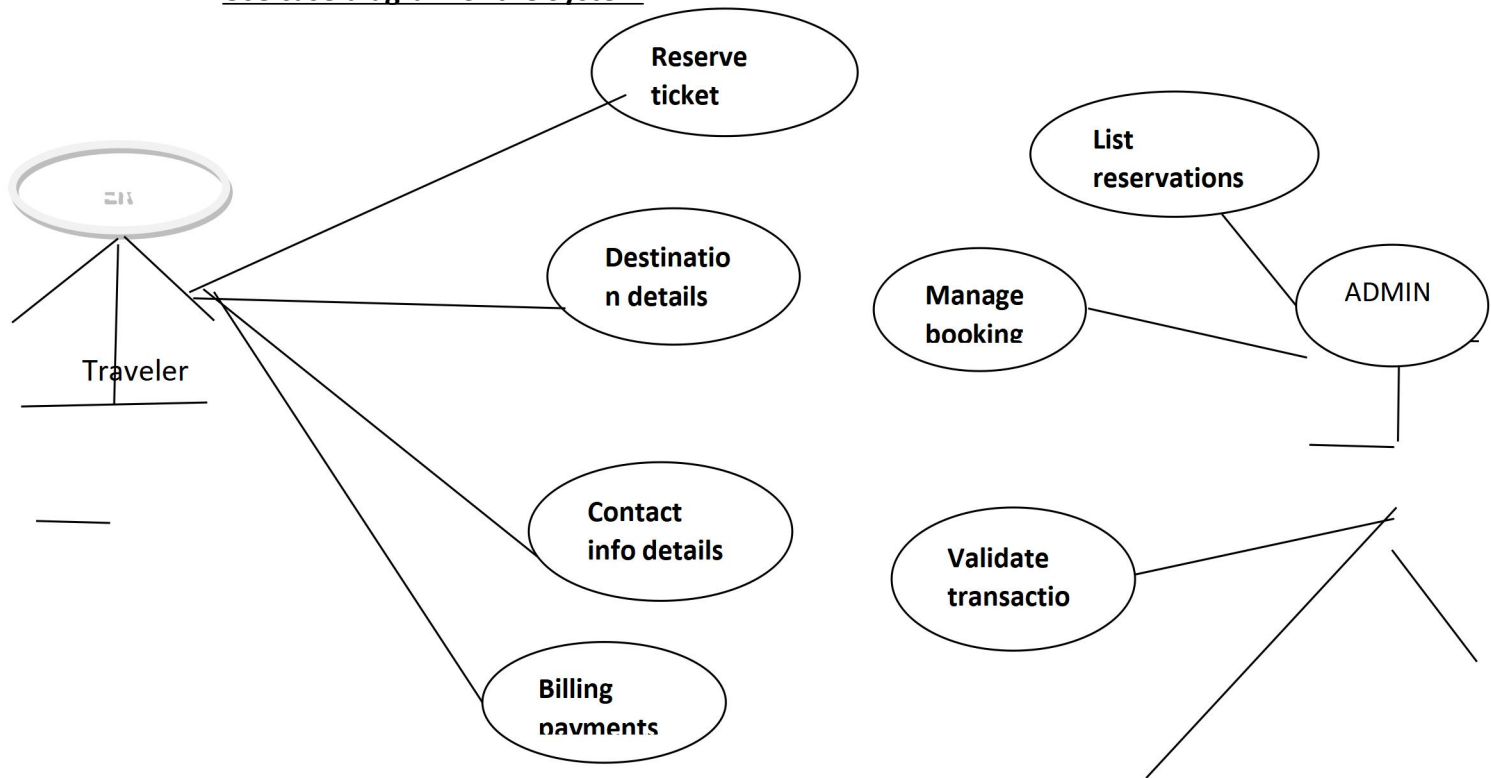 Reserve
ticket
List
reservations
Destinatio
n details
Manage
booking
ADMIN
Traveler
Contact
info details
Validate
transactio
Billing
payments